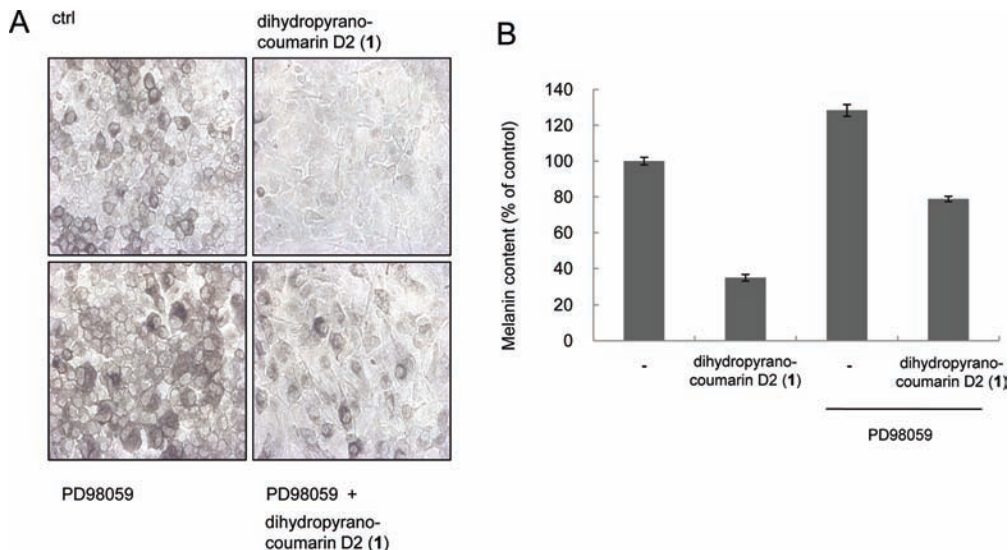 A
ctrl
dihydropyrano-
coumarin D2 (1)
PD98059
PD98059 +
dihydropyrano-
coumarin D2 (1)
B
Melanin content (% of control)
140
120
100
80
60
40
20
0
-
dihydropyrano-
coumarin D2 (1)
-
dihydropyrano-
coumarin D2 (1)
PD98059